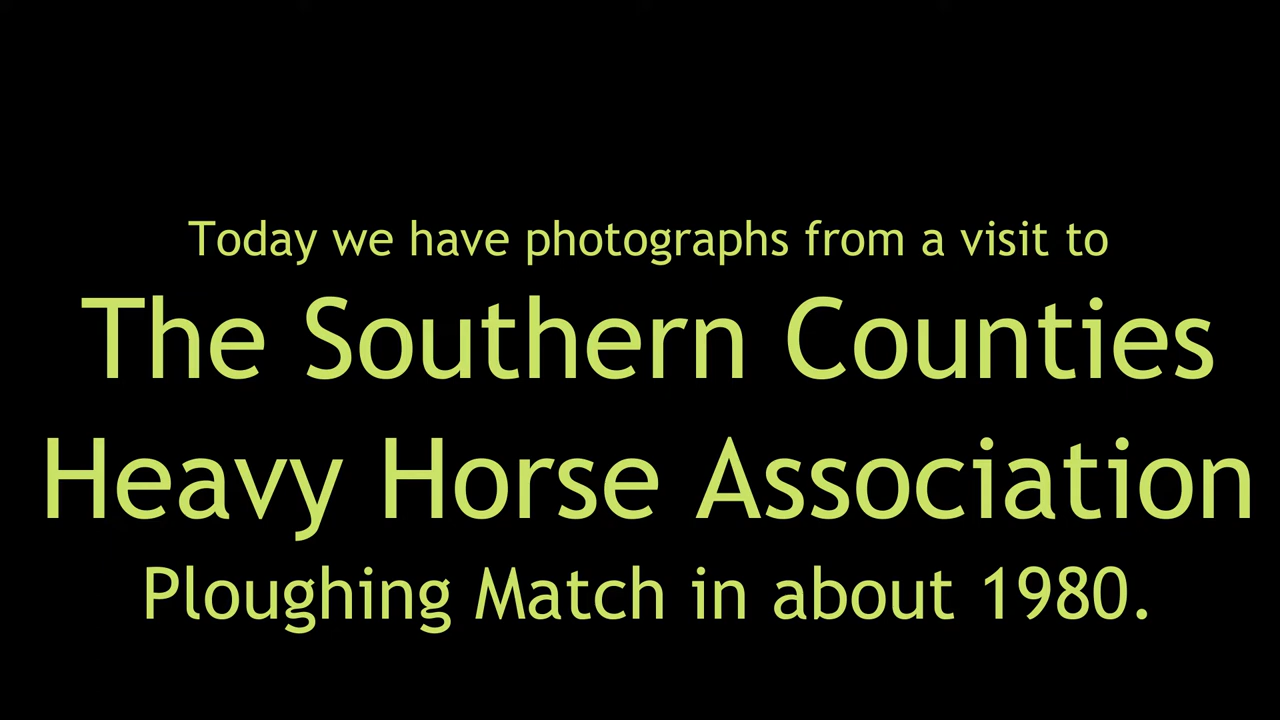 Today we have photographs from a visit to
The Southern Counties
Heavy Horse Association
Ploughing Match in about 1980.